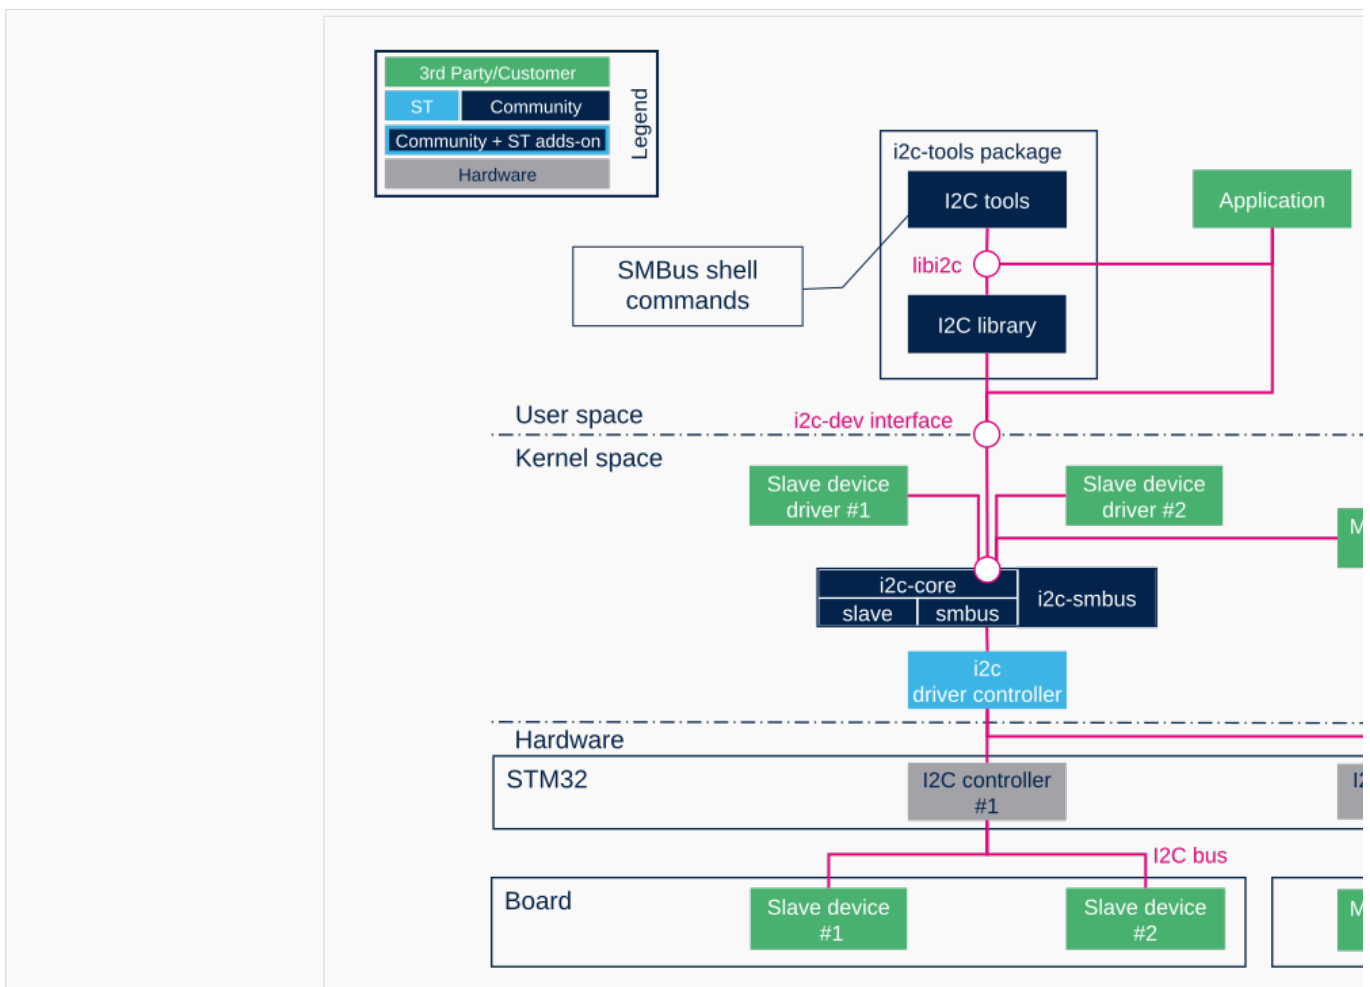 3rd Party/Customer
ST
Community
Community + ST adds-on
Hardware
Legend
i2c-tools package
I2C tools
Application
SMBus shell
commands
libi2c
I2C library
User space
i2c-dev interface
Kernel space
Slave device
driver #1
Slave device
driver #2
i2c-core
slave
smbus
i2c-smbus
i2c
driver controller
Hardware
STM32
I2C controller
#1
I2C bus
Board
Slave device
#1
Slave device
#2